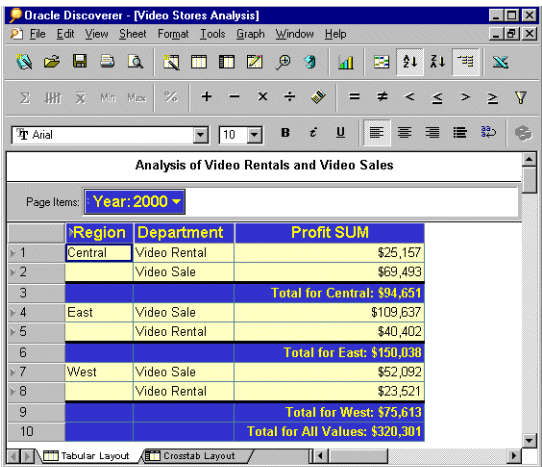 Oracle Discoverer - [Video Stores Analysis]
File Edit View Sheet Format Tools Graph Window Help
Σ X Min Max % + - × ÷ = ≠ < ≤ > ≥
Arial 10 B i U
Analysis of Video Rentals and Video Sales
Page Items: Year: 2000
Region Department Profit SUM
1 Central Video Rental $25,157
2 Video Sale $69,493
3 Total for Central: $94,651
4 East Video Sale $109,637
5 Video Rental $40,402
6 Total for East: $150,038
7 West Video Sale $52,092
8 Video Rental $23,521
9 Total for West: $75,613
10 Total for All Values: $320,301
Tabular Layout Crosstab Layout